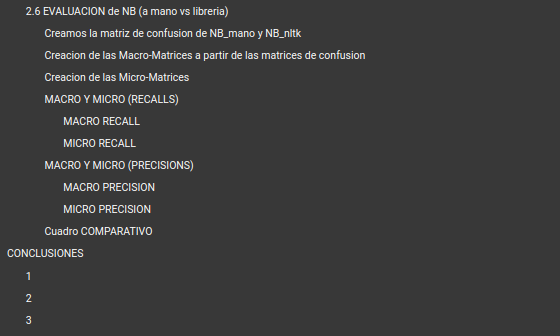 2.6 EVALUACION de NB (a mano vs libreria)
Creamos la matriz de confusion de NB_mano y NB_nltk
Creacion de las Macro-Matrices a partir de las matrices de confusion
Creacion de las Micro-Matrices
MACRO Y MICRO (RECALLS)
MACRO RECALL
MICRO RECALL
MACRO Y MICRO (PRECISIONS)
MACRO PRECISION
MICRO PRECISION
Cuadro COMPARATIVO
CONCLUSIONES
1
2
3